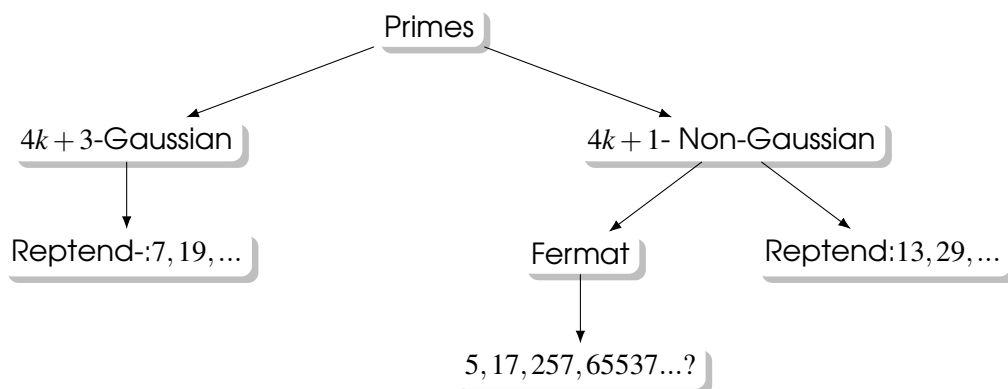 Primes
4k + 3-Gaussian
4k + 1- Non-Gaussian
Reptend-:7, 19, ...
Fermat
Reptend:13, 29, ...
5, 17, 257, 65537...?